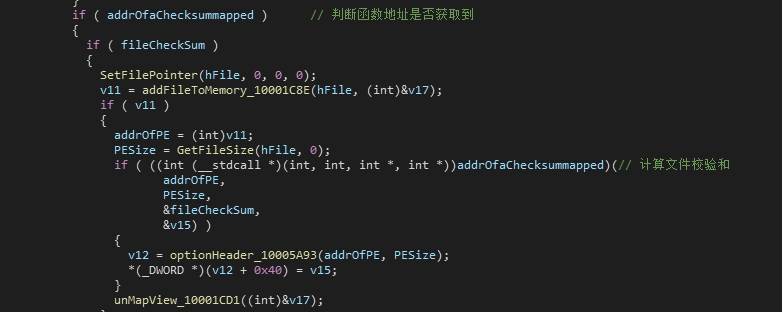 }
if ( addrOfaChecksummapped ) // 判断函数地址是否获取到
{
if ( fileCheckSum )
{
SetFilePointer(hFile, 0, 0, 0);
v11 = addFileToMemory_10001C8E(hFile, (int)&v17);
if ( v11 )
{
addrOfPE = (int)v11;
PESize = GetFileSize(hFile, 0);
if ( ((int (__stdcall *)(int, int, int *, int *))addrOfaChecksummapped)(// 计算文件校验和
addrOfPE,
PESize,
&fileCheckSum,
&v15) )
{
v12 = optionHeader_10005A93(addrOfPE, PESize);
*(_DWORD *)(v12 + 0x40) = v15;
}
unMapView_10001CD1((int)&v17);
}